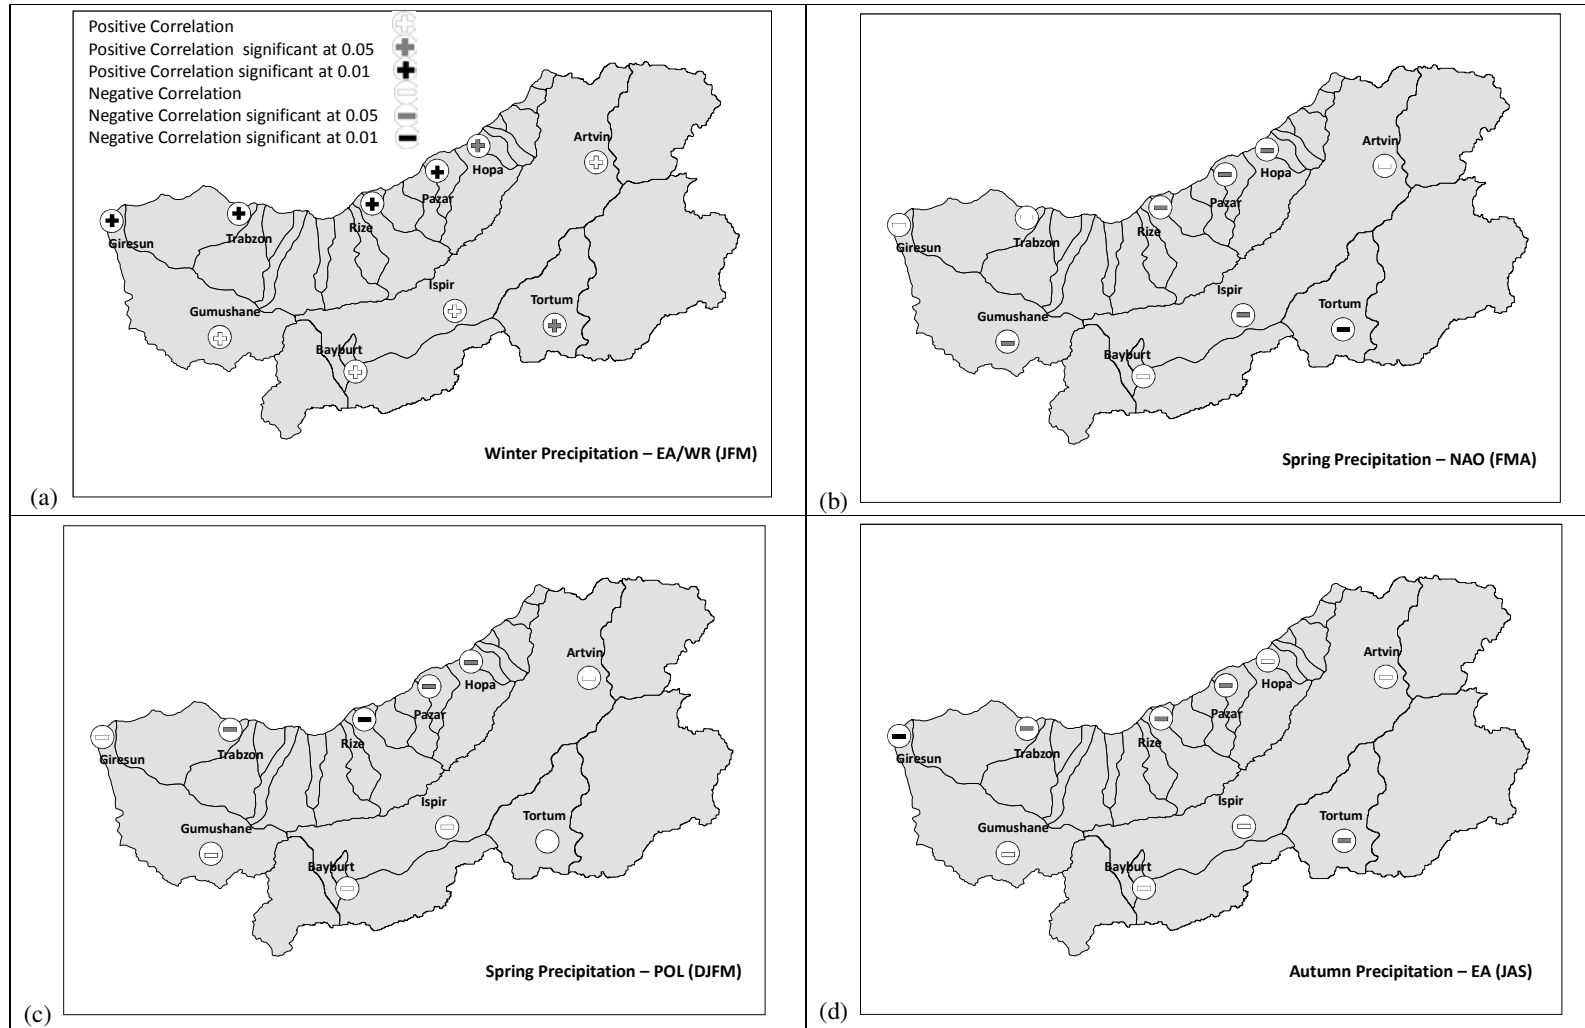 Positive Correlation
Positive Correlation  significant at 0.05
Positive Correlation significant at 0.01
Negative Correlation
Negative Correlation significant at 0.05
Negative Correlation significant at 0.01
Artvin
Hopa
Pazar
Rize
Trabzon
Giresun
Ispir
Tortum
Gumushane
Bayburt
Winter Precipitation – EA/WR (JFM)
(a)
Artvin
Hopa
Pazar
Rize
Trabzon
Giresun
Ispir
Tortum
Gumushane
Bayburt
Spring Precipitation – NAO (FMA)
(b)
Artvin
Hopa
Pazar
Rize
Trabzon
Giresun
Ispir
Tortum
Gumushane
Bayburt
Spring Precipitation – POL (DJFM)
(c)
Artvin
Hopa
Pazar
Rize
Trabzon
Giresun
Ispir
Tortum
Gumushane
Bayburt
Autumn Precipitation – EA (JAS)
(d)